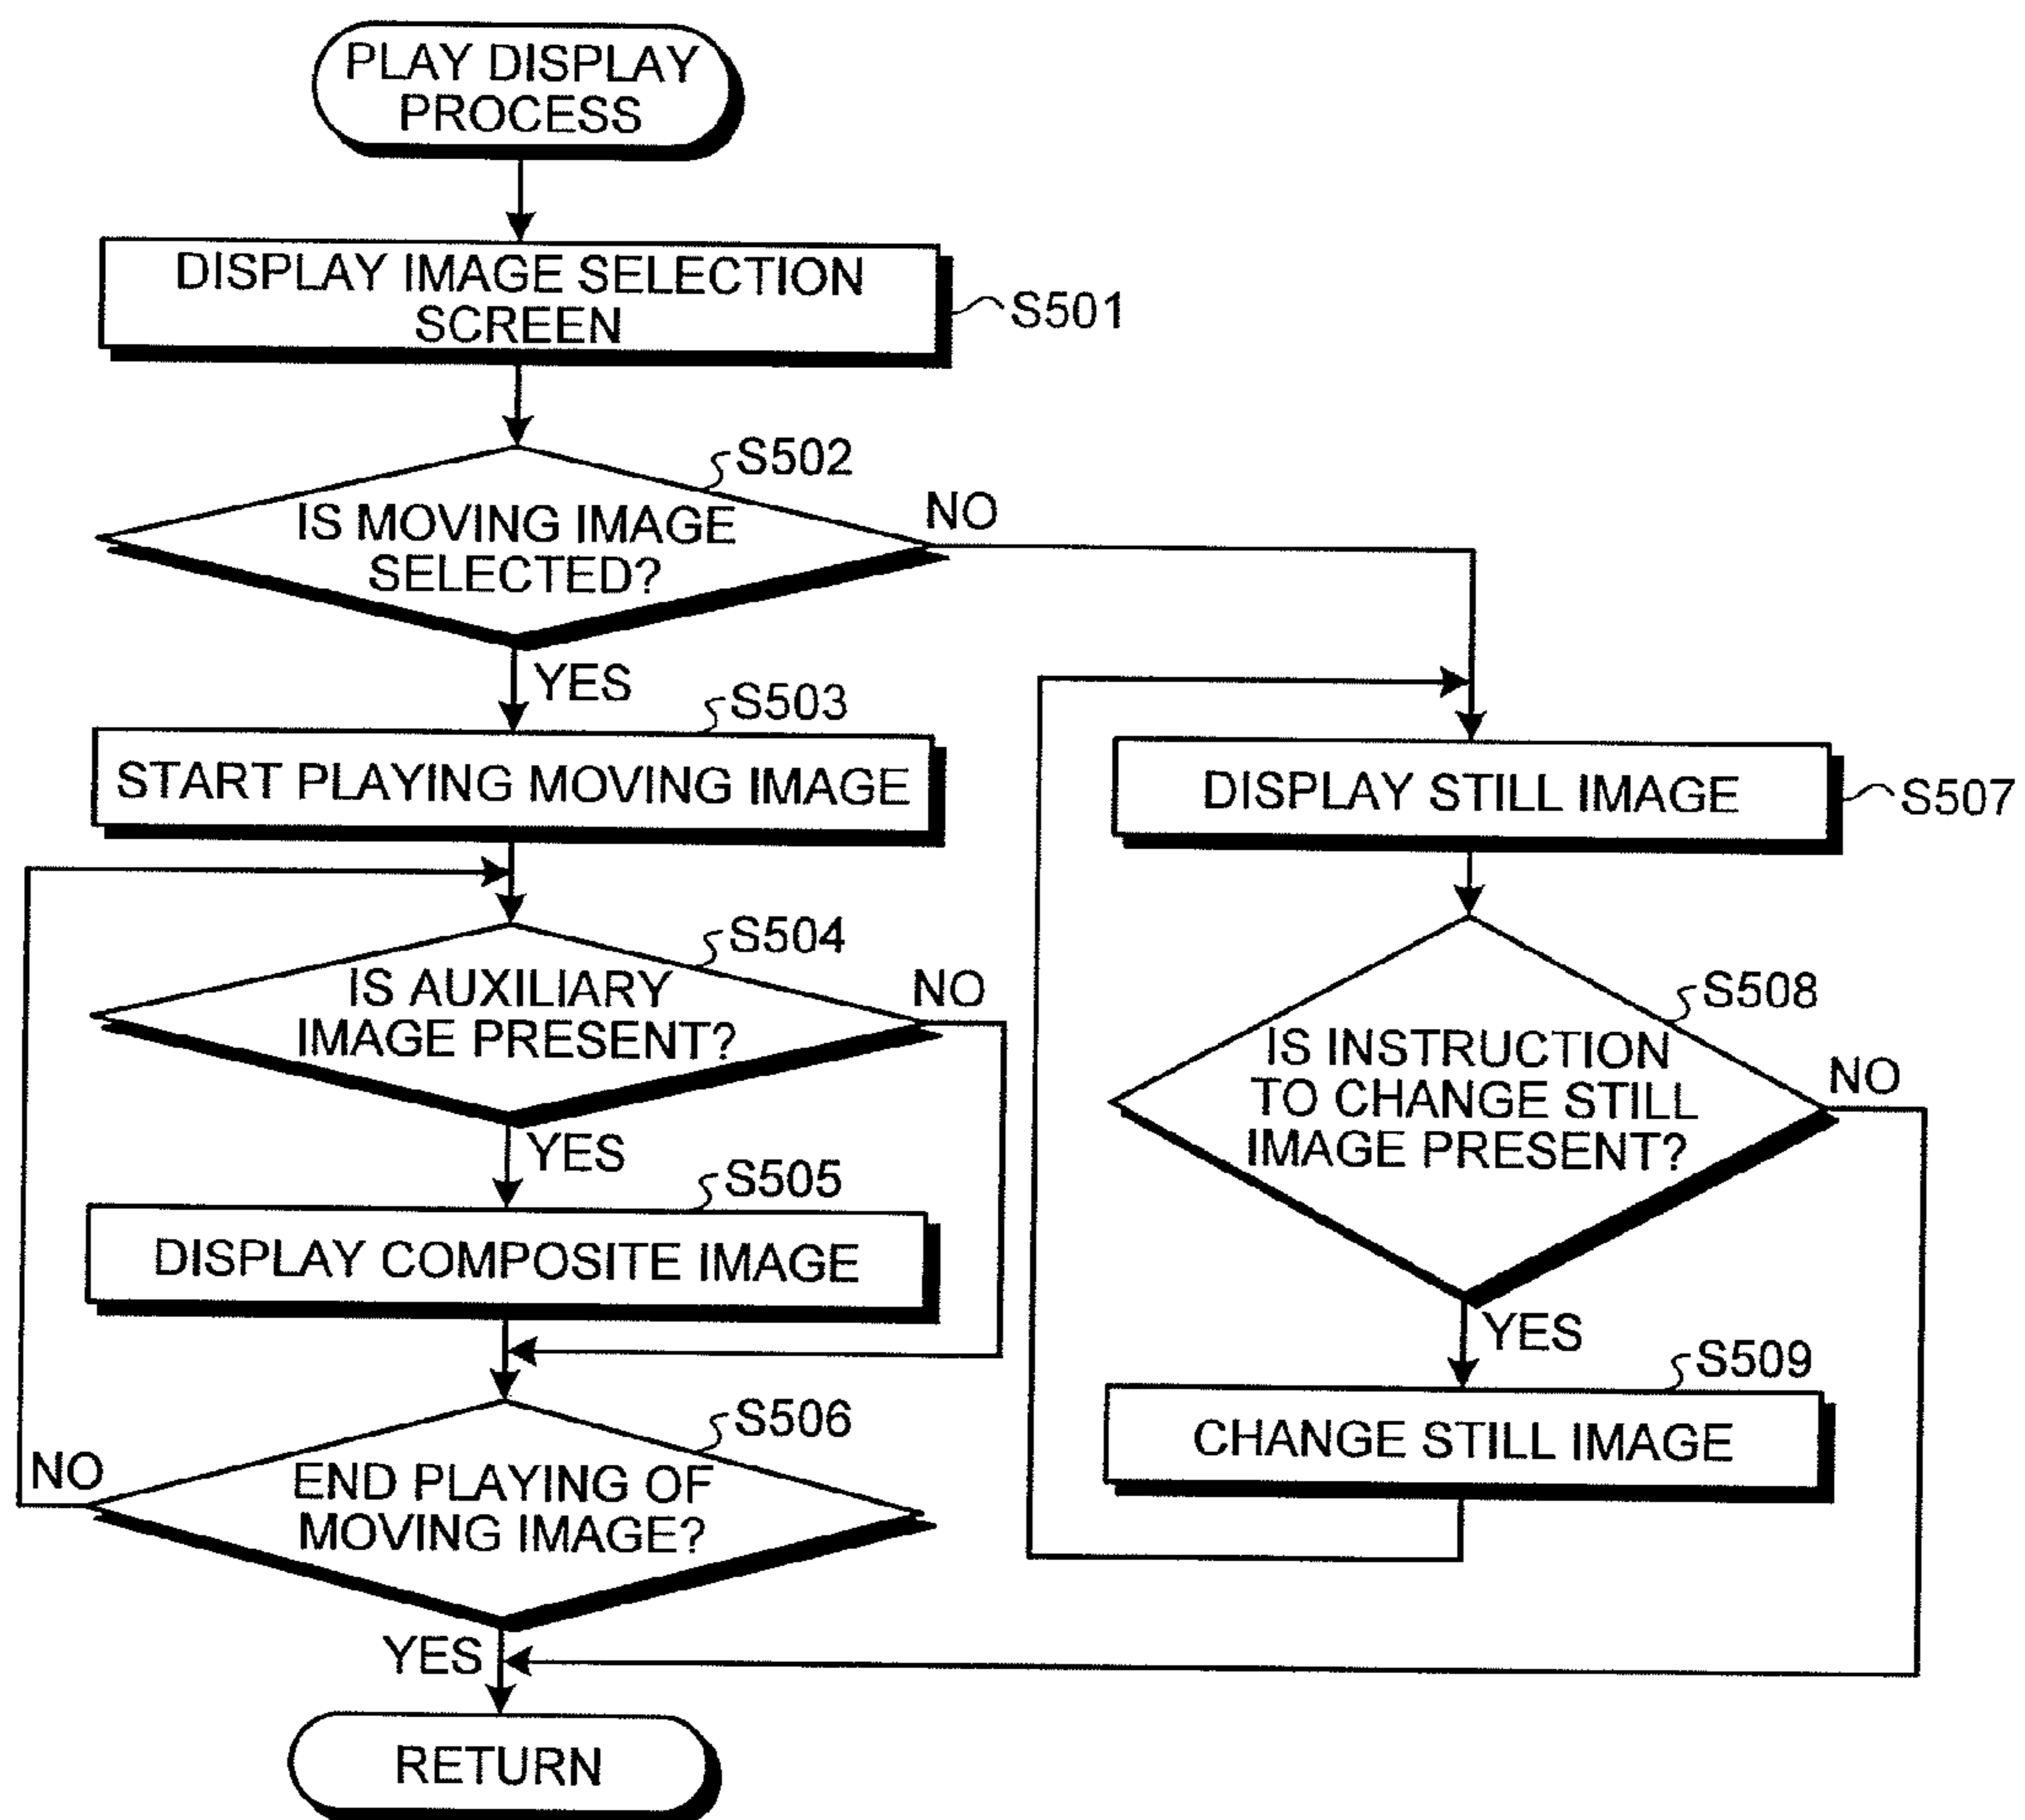 PLAY DISPLAY
PROCESS
DISPLAY IMAGE SELECTION
SCREEN
S501
S502
IS MOVING IMAGE
SELECTED?
NO
YES
S503
START PLAYING MOVING IMAGE
S504
IS AUXILIARY
IMAGE PRESENT?
NO
YES
S505
DISPLAY COMPOSITE IMAGE
S506
END PLAYING OF
MOVING IMAGE?
NO
YES
RETURN
DISPLAY STILL IMAGE
S507
S508
IS INSTRUCTION
TO CHANGE STILL
IMAGE PRESENT?
NO
YES
S509
CHANGE STILL IMAGE